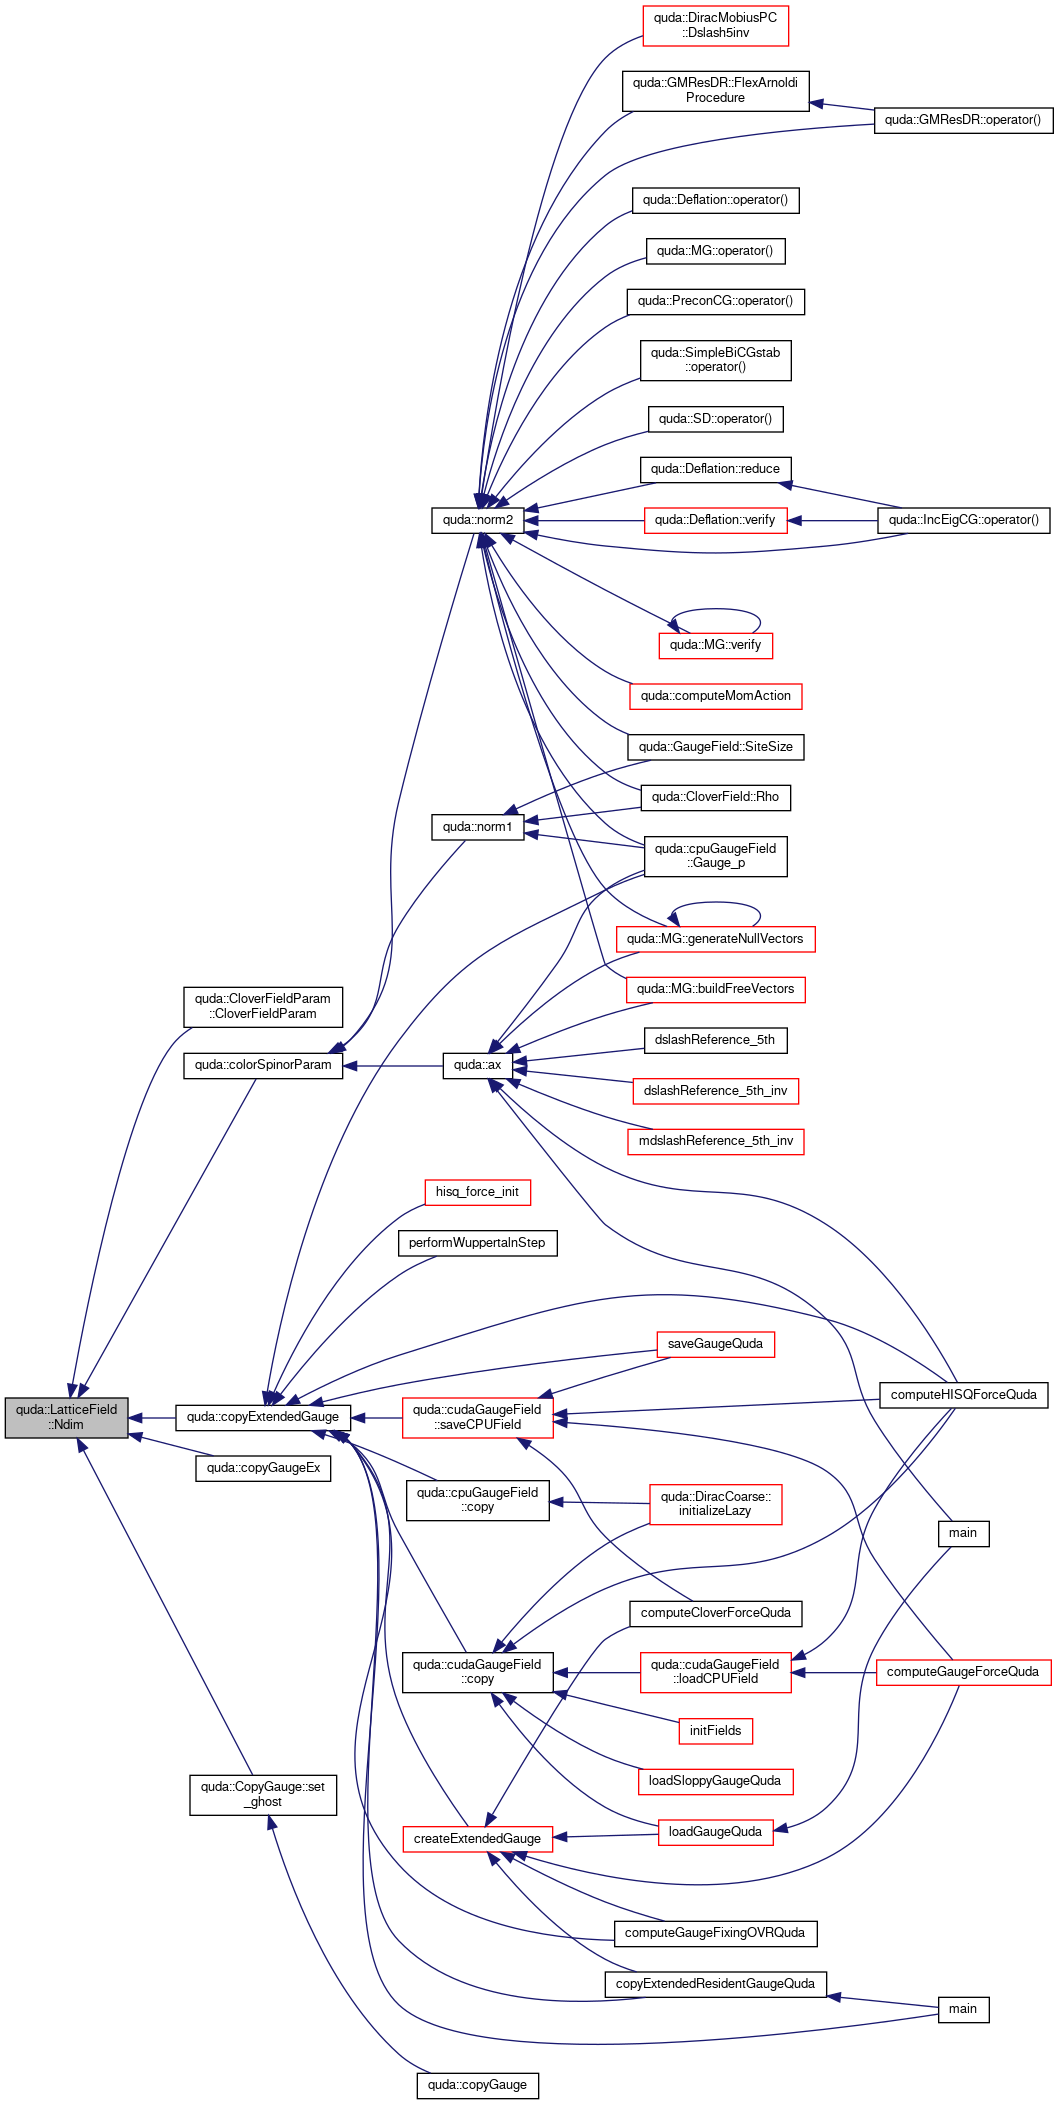 quda::DiracMobiusPC
::Dslash5inv
quda::GMResDR::FlexArnoldi
Procedure
quda::GMResDR::operator()
quda::Deflation::operator()
quda::MG::operator()
quda::PreconCG::operator()
quda::SimpleBiCGstab
::operator()
quda::SD::operator()
quda::Deflation::reduce
quda::norm2
quda::Deflation::verify
quda::IncEigCG::operator()
quda::MG::verify
quda::computeMomAction
quda::GaugeField::SiteSize
quda::CloverField::Rho
quda::norm1
quda::cpuGaugeField
::Gauge_p
quda::MG::generateNullVectors
quda::MG::buildFreeVectors
quda::CloverFieldParam
::CloverFieldParam
dslashReference_5th
quda::colorSpinorParam
quda::ax
dslashReference_5th_inv
mdslashReference_5th_inv
hisq_force_init
performWuppertalnStep
saveGaugeQuda
computeHISQForceQuda
quda::LatticeField
::Ndim
quda::copyExtendedGauge
quda::cudaGaugeField
::saveCPUField
quda::copyGaugeEx
quda::cpuGaugeField
::copy
quda::DiracCoarse::
initializeLazy
main
computeCloverForceQuda
quda::cudaGaugeField
::copy
quda::cudaGaugeField
::loadCPUField
computeGaugeForceQuda
initFields
loadSloppyGaugeQuda
quda::CopyGauge::set
_ghost
createExtendedGauge
loadGaugeQuda
computeGaugeFixingOVRQuda
copyExtendedResidentGaugeQuda
main
quda::copyGauge